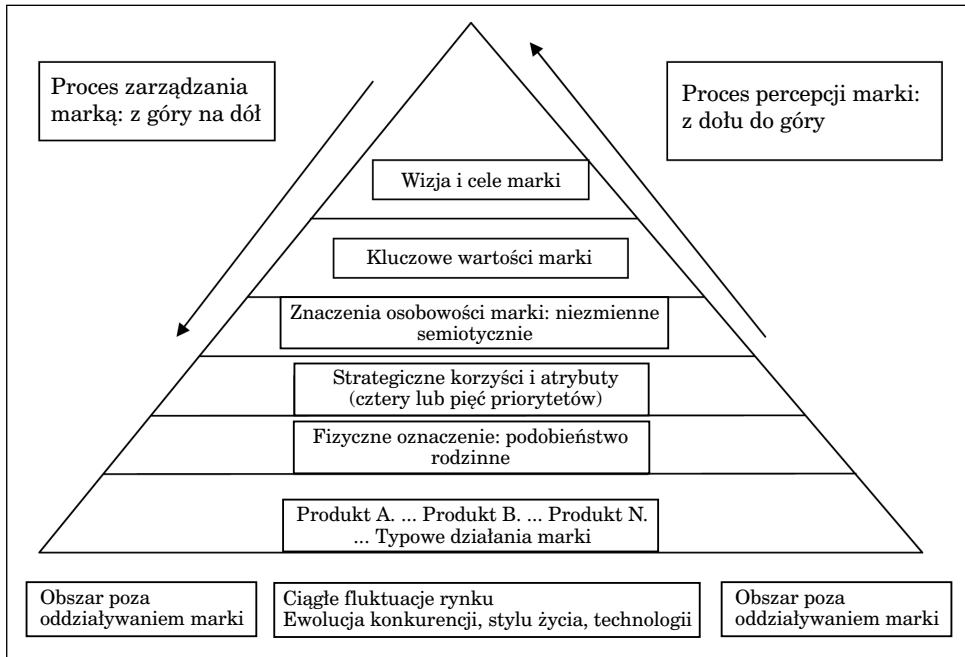 Proces zarządzania
marką: z góry na dół
Proces percepcji marki:
z dołu do góry
Wizja i cele marki
Kluczowe wartości marki
Znaczenia osobowości marki: niezmienne
semiotycznie
Strategiczne korzyści i atrybuty
(cztery lub pięć priorytetów)
Fizyczne oznaczenie: podobieństwo
rodzinne
Produkt A. ... Produkt B. ... Produkt N.
... Typowe działania marki
Obszar poza
oddziaływaniem marki
Ciągłe fluktuacje rynku
Ewolucja konkurencji, stylu życia, technologii
Obszar poza
oddziaływaniem marki